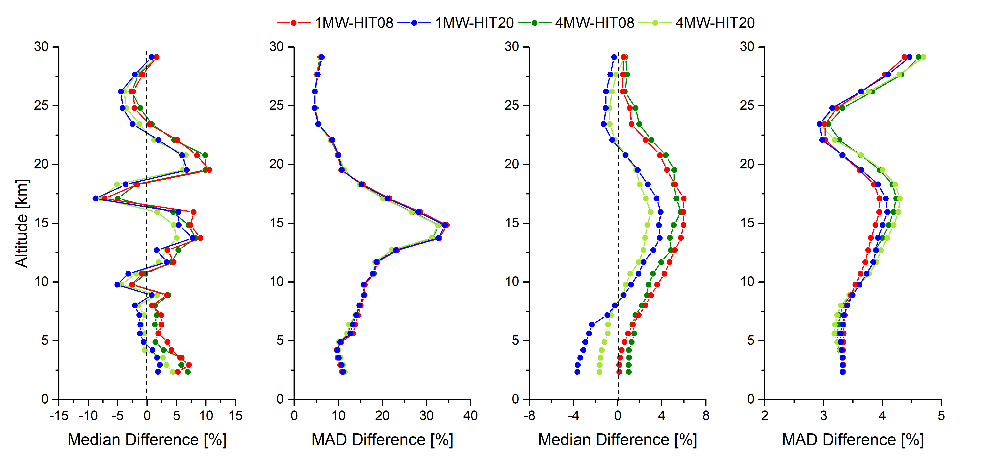 1MW-HIT08 1MW-HIT20 4MW-HIT08 4MW-HIT20
30 30 30 30
25 25 25 25
20 20 20 20
15 15 15 15
10 10 10 10
5 5 5 5
0 0 0 0
Altitude [km]
-15 -10 -5 0 5 10 15 0 10 20 30 40 -8 -4 0 4 8 2 3 4 5
Median Difference [%] MAD Difference [%] Median Difference [%] MAD Difference [%]